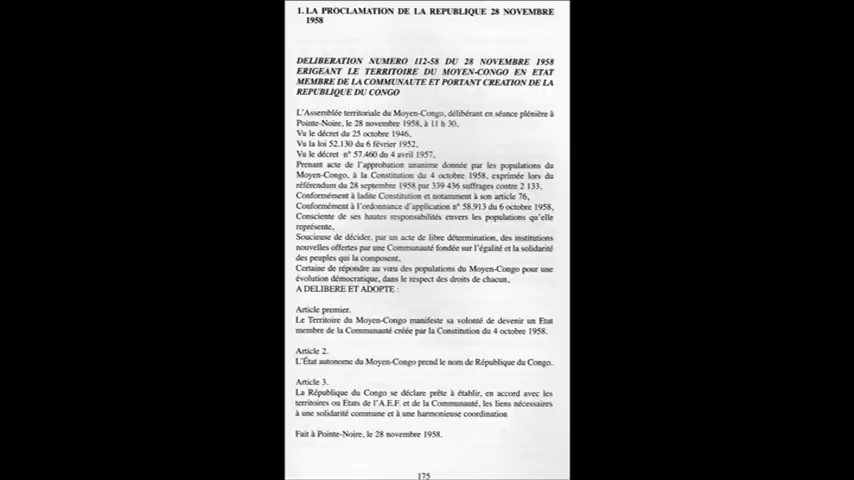 1. LA PROCLAMATION DE LA REPUBLIQUE 28 NOVEMBRE
1958
DELIBERATION NUMERO 112-58 DU 28 NOVEMBRE 1958
ERIGEANT LE TERRITOIRE DU MOYEN-CONGO EN ETAT
MEMBRE DE LA COMMUNAUTE ET PORTANT CREATION DE LA
REPUBLIQUE DU CONGO
L'Assemblée territoriale du Moyen-Congo, délibérant en séance plénière à
Pointe-Noire, le 28 novembre 1958, à 11 h 30,
Vu le décret du 25 octobre 1946,
Vu la loi 52.130 du 6 février 1952,
Vu le décret n° 57.460 du 4 avril 1957,
Prenant acte de l'approbation unanime donnée par les populations du
Moyen-Congo, à la Constitution du 4 octobre 1958, exprimée lors du
référendum du 28 septembre 1958 par 339 436 suffrages contre 2 133,
Conformément à ladite Constitution et notamment à son article 76,
Conformément à l'ordonnance d'application n° 58.913 du 6 octobre 1958,
Consciente de ses hautes responsabilités envers les populations qu'elle
représente,
Soucieuse de décider, par un acte de libre détermination, des institutions
nouvelles offertes par une Communauté fondée sur l'égalité et la solidarité
des peuples qui la composent,
Certaine de répondre au vœu des populations du Moyen-Congo pour une
évolution démocratique, dans le respect des droits de chacun,
A DELIBERE ET ADOPTE :
Article premier.
Le Territoire du Moyen-Congo manifeste sa volonté de devenir un Etat
membre de la Communauté créée par la Constitution du 4 octobre 1958.
Article 2.
L'État autonome du Moyen-Congo prend le nom de République du Congo.
Article 3.
La République du Congo se déclare prête à établir, en accord avec les
territoires ou Etats de l'A.E.F. et de la Communauté, les liens nécessaires
à une solidarité commune et à une harmonieuse coordination
Fait à Pointe-Noire, le 28 novembre 1958.
175